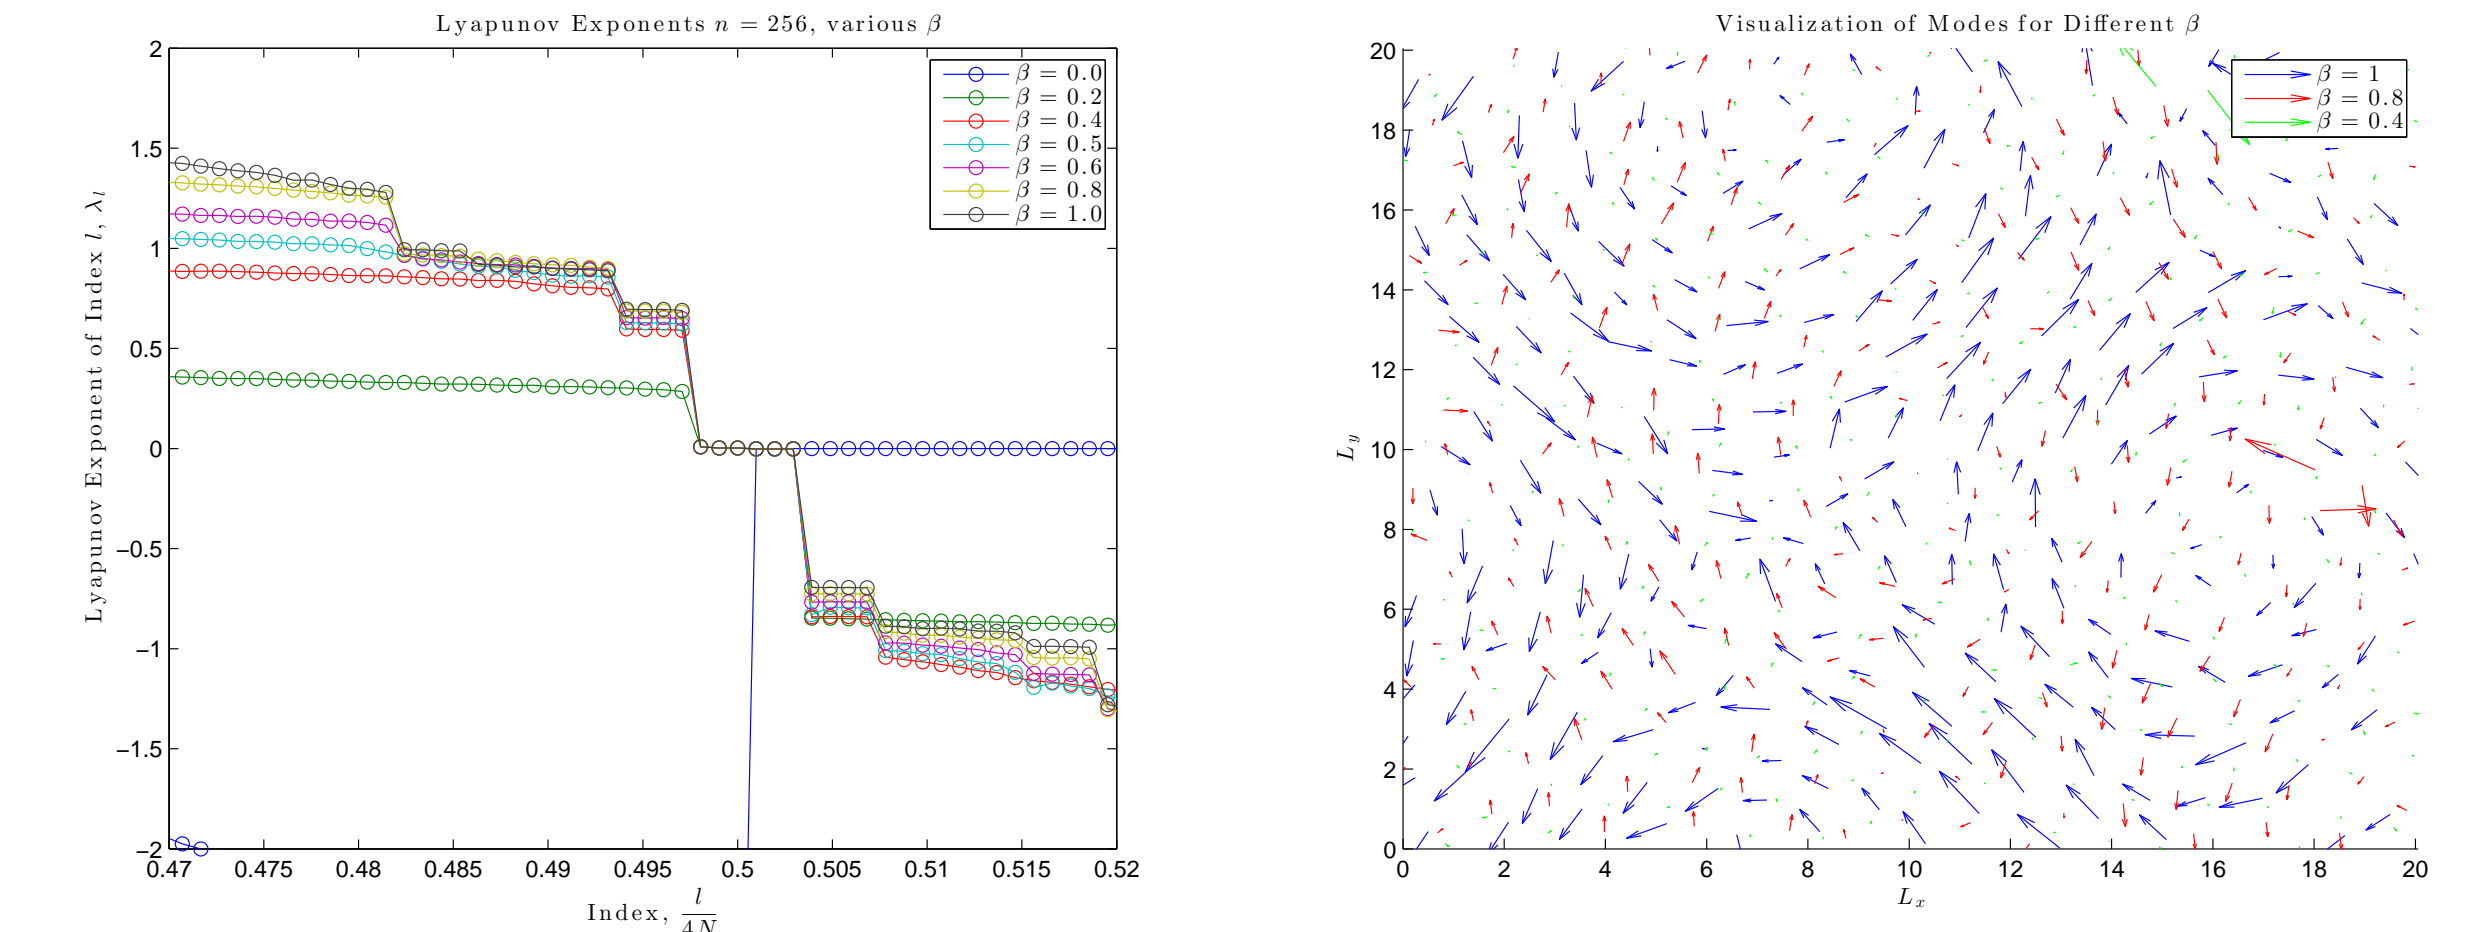 Lyapunov Exponents n = 256, various β
2
1.5
1
0.5
0
−0.5
−1
−1.5
−2
Lyapunov Exponent of Index l, λ_l
β = 0.0
β = 0.2
β = 0.4
β = 0.5
β = 0.6
β = 0.8
β = 1.0
0.47 0.475 0.48 0.485 0.49 0.495 0.5 0.505 0.51 0.515 0.52
Index, l/4N
Visualization of Modes for Different β
20
18
16
14
12
10
8
6
4
2
0
L_y
β = 1
β = 0.8
β = 0.4
0 2 4 6 8 10 12 14 16 18 20
L_x